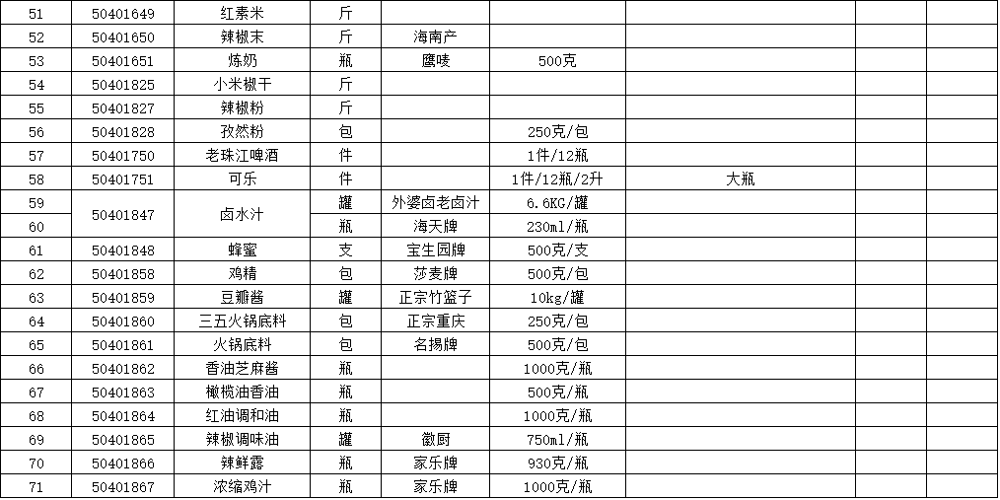 51 50401649 红素米 斤
52 50401650 辣椒末 斤 海南产
53 50401651 炼奶 瓶 鹰唛 500克
54 50401825 小米椒干 斤
55 50401827 辣椒粉 斤
56 50401828 孜然粉 包 250克/包
57 50401750 老珠江啤酒 件 1件/12瓶
58 50401751 可乐 件 1件/12瓶/2升 大瓶
59 50401847 卤水汁 罐 外婆卤老卤汁 6.6KG/罐
60 瓶 海天牌 230ml/瓶
61 50401848 蜂蜜 支 宝生园牌 500克/支
62 50401858 鸡精 包 莎麦牌 500克/包
63 50401859 豆瓣酱 罐 正宗竹篮子 10kg/罐
64 50401860 三五火锅底料 包 正宗重庆 250克/包
65 50401861 火锅底料 包 名揚牌 500克/包
66 50401862 香油芝麻酱 瓶 1000克/瓶
67 50401863 橄榄油香油 瓶 500克/瓶
68 50401864 红油调和油 瓶 1000克/瓶
69 50401865 辣椒调味油 罐 徽厨 750ml/瓶
70 50401866 辣鲜露 瓶 家乐牌 930克/瓶
71 50401867 浓缩鸡汁 瓶 家乐牌 1000克/瓶